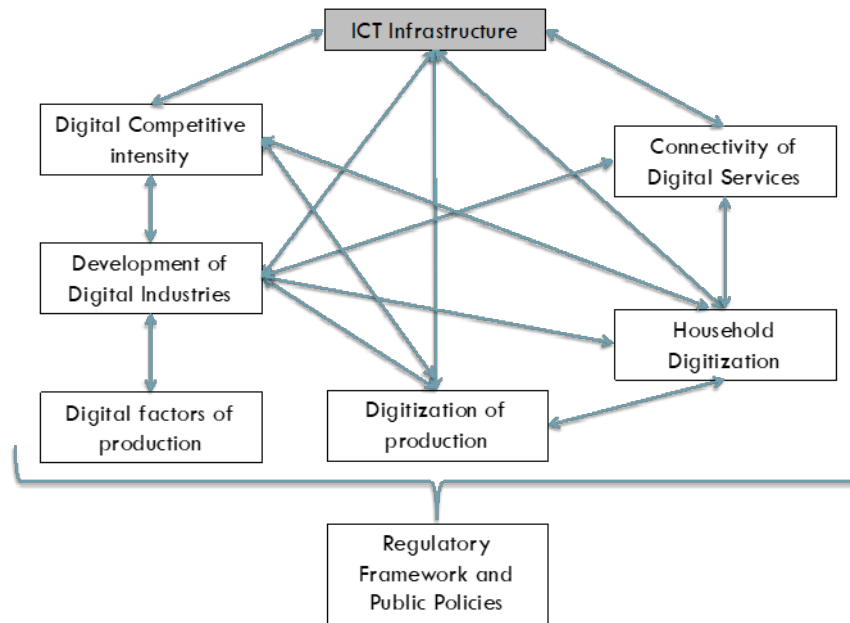 ICT Infrastructure
Digital Competitive
intensity
Connectivity of
Digital Services
Development of
Digital Industries
Household
Digitization
Digital factors of
production
Digitization of
production
Regulatory
Framework and
Public Policies